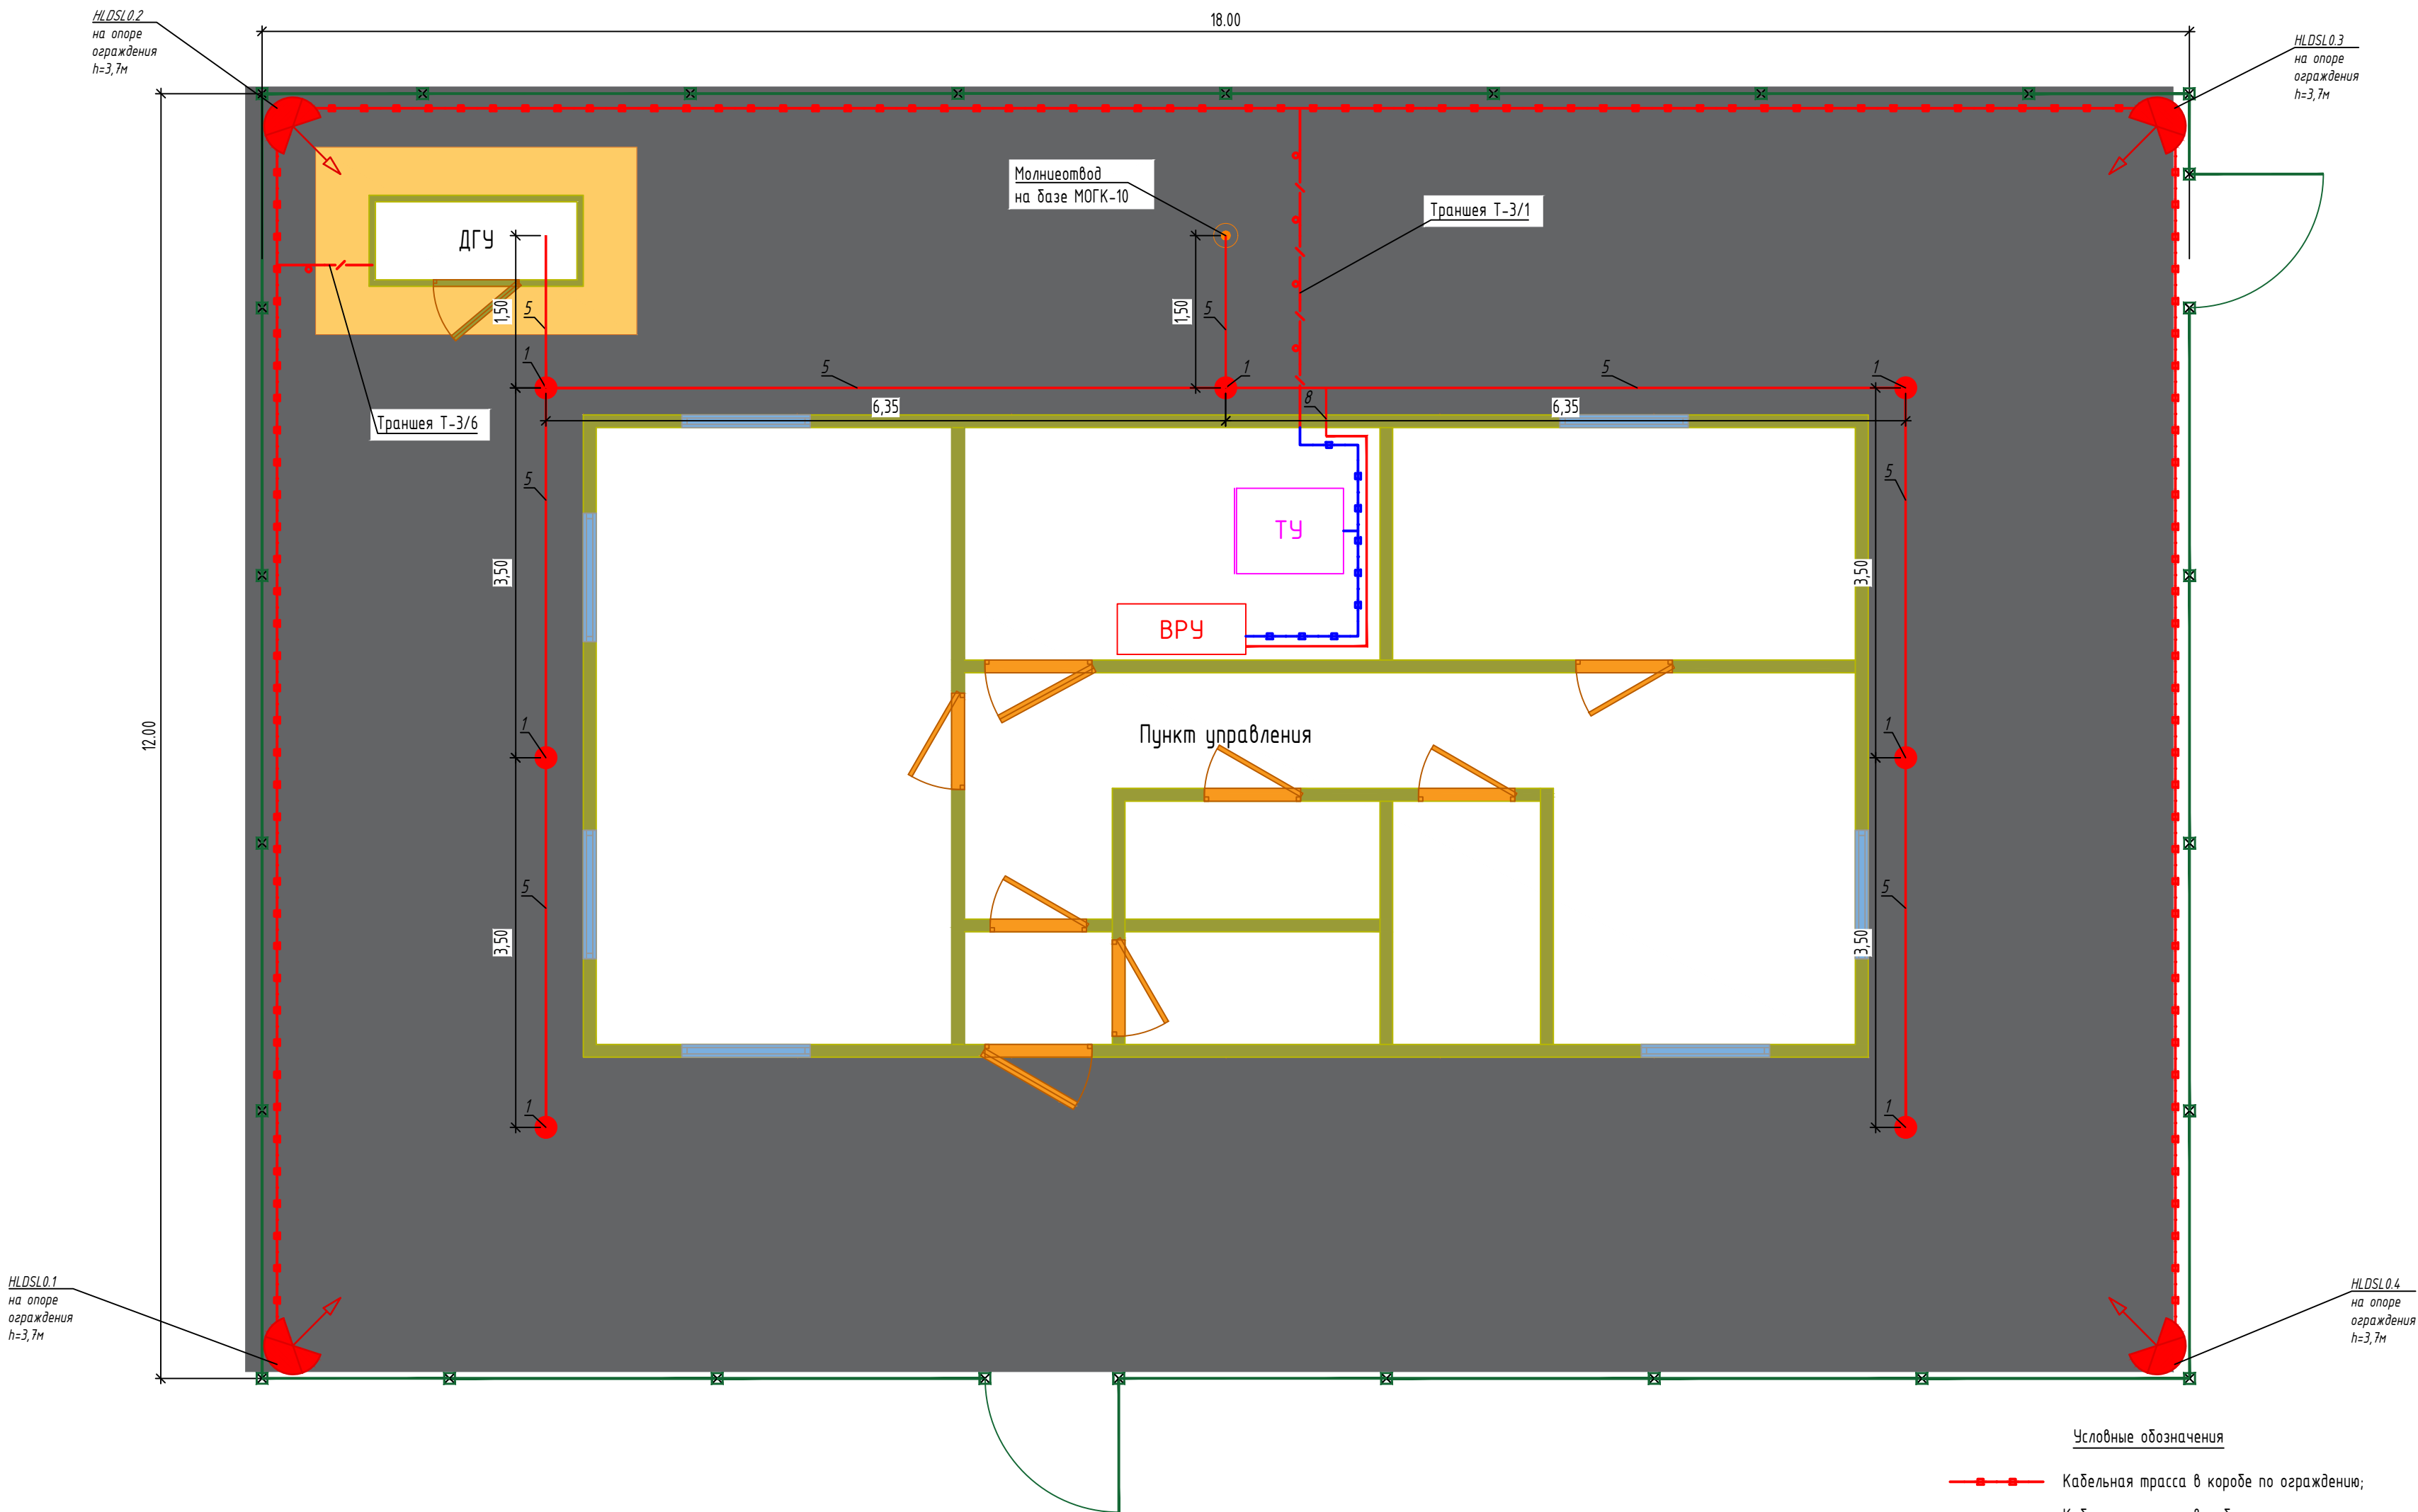 HLDSL0.2
на опоре
ограждения
h=3,7м
18.00
HLDSL0.3
на опоре
ограждения
h=3,7м
Молниеотвод
на базе МОГК-10
Траншея Т-3/1
ДГУ
1,50
5
1,50
5
1
5
1
5
1
6,35
8
6,35
Траншея Т-3/6
5
5
3,50
ТУ
3,50
ВРУ
12.00
1
Пункт управления
1
5
5
3,50
3,50
1
1
HLDSL0.1
на опоре
ограждения
h=3,7м
HLDSL0.4
на опоре
ограждения
h=3,7м
Условные обозначения
Кабельная трасса в коробе по ограждению;